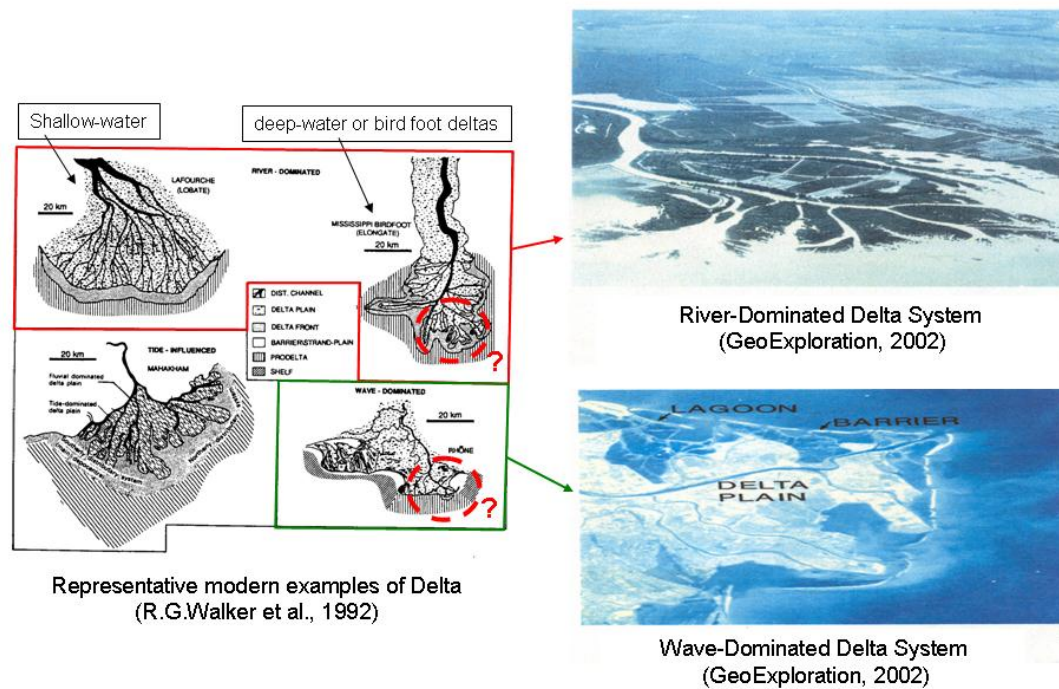 Shallow-water
deep-water or bird foot deltas
LAFOURCHE
(LOBATE)
20 km
RIVER - DOMINATED
MISSISSIPPI BIRDFOOT
(ELONGATE)
20 km
DIST. CHANNEL
DELTA PLAIN
DELTA FRONT
BARRIER\STRAND-PLAIN
PRODELTA
SHELF
?
20 km
TIDE - INFLUENCED
MAHAKHAM
Fluvial dominated
delta plain
Tide-dominated
delta plain
WAVE - DOMINATED
20 km
RHÔNE
?
Representative modern examples of Delta
(R.G.Walker et al., 1992)
River-Dominated Delta System
(GeoExploration, 2002)
LAGOON
BARRIER
DELTA
PLAIN
Wave-Dominated Delta System
(GeoExploration, 2002)